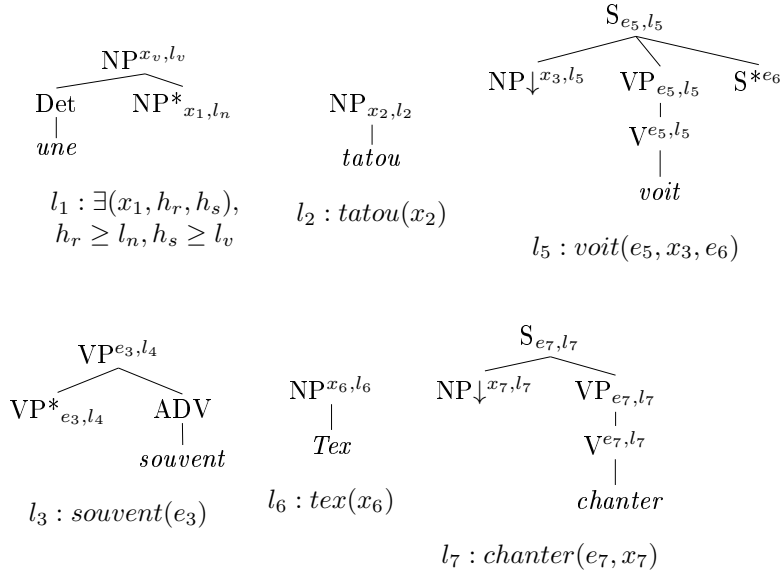 NP^{x_v,l_v} S_{e_5,l_5}
Det NP*_{x_1,l_n} NP_{x_2,l_2} NP↓^{x_3,l_5} VP_{e_5,l_5} S*^{e_6}
une tatou V^{e_5,l_5}
voit
l_1 : ∃(x_1, h_r, h_s),
h_r ≥ l_n, h_s ≥ l_v
l_2 : tatou(x_2)
l_5 : voit(e_5, x_3, e_6)
VP^{e_3,l_4} S_{e_7,l_7}
VP*_{e_3,l_4} ADV NP^{x_6,l_6} NP↓^{x_7,l_7} VP_{e_7,l_7}
souvent Tex V^{e_7,l_7}
chanter
l_3 : souvent(e_3)
l_6 : tex(x_6)
l_7 : chanter(e_7, x_7)